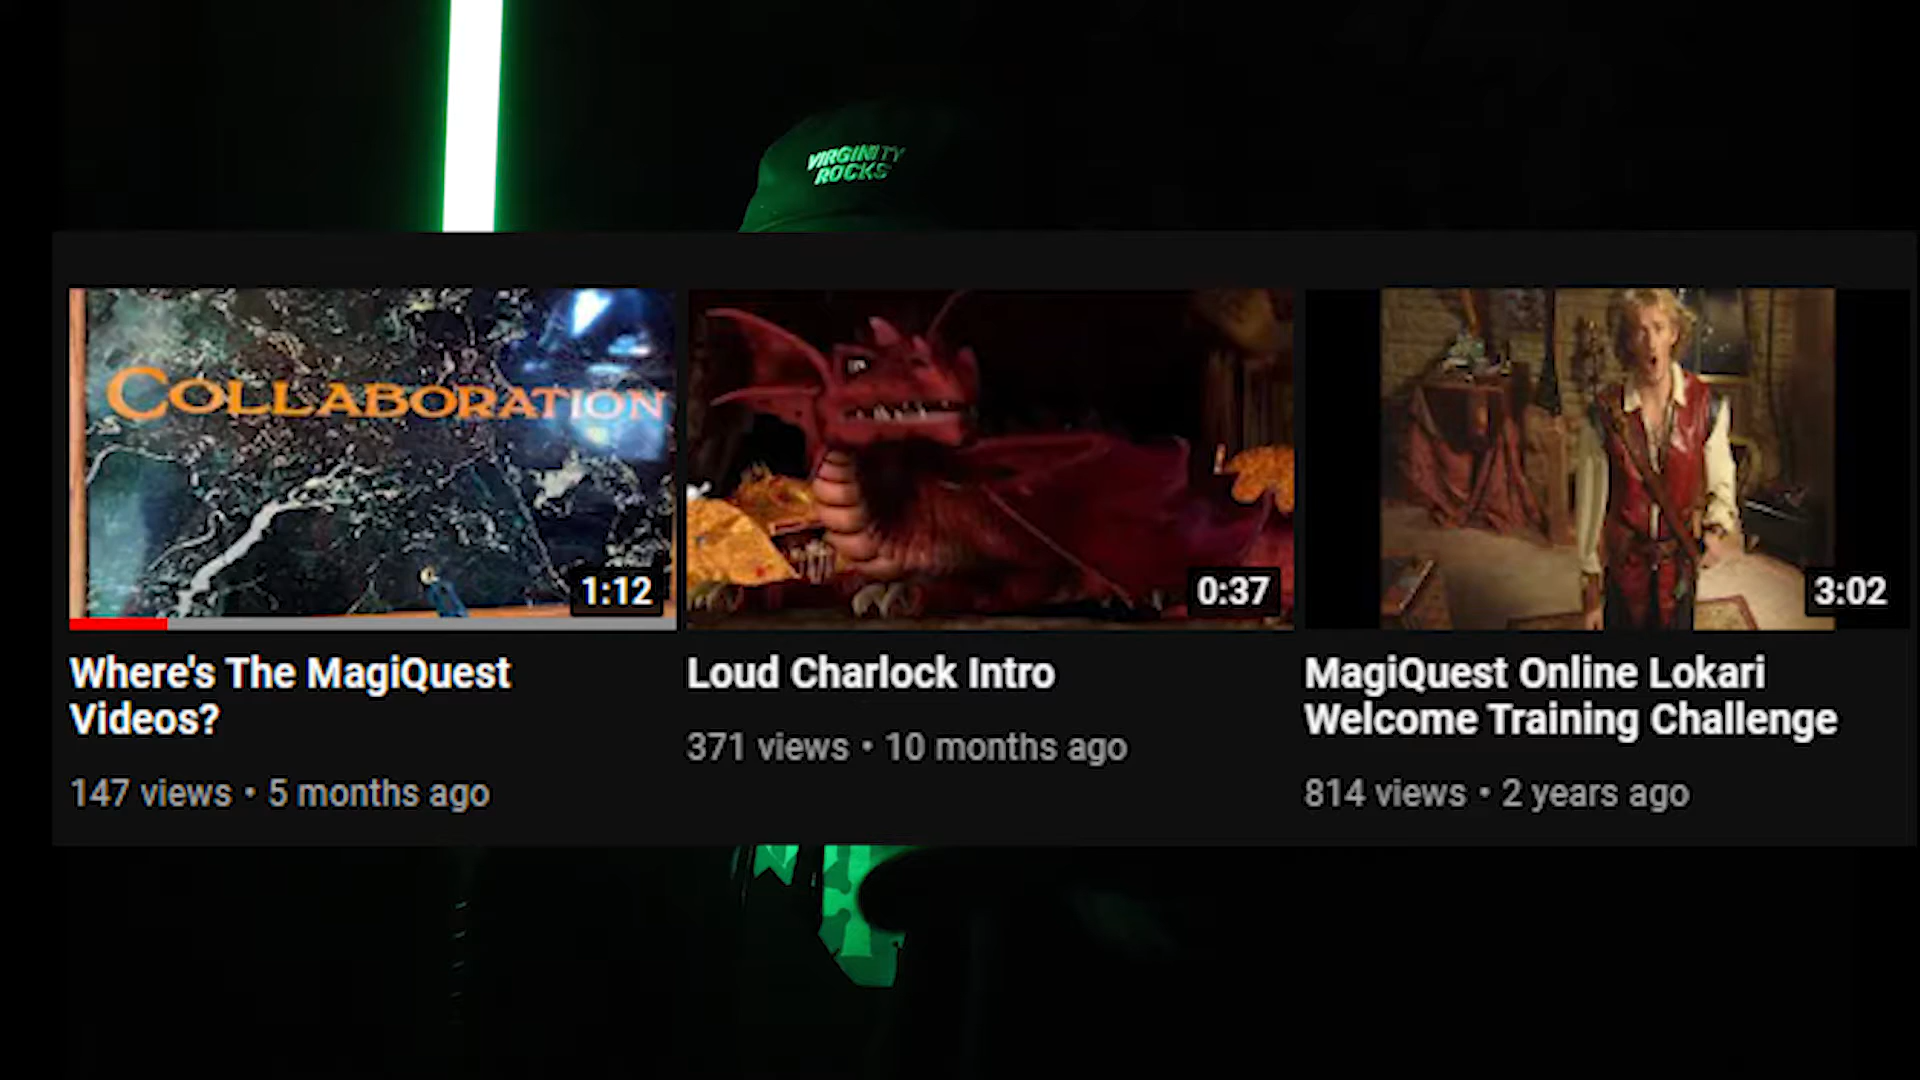 VIRGINITY
ROCKS
COLLABORATION
1:12
0:37
3:02
Where's The MagiQuest
Videos?
147 views • 5 months ago
Loud Charlock Intro
371 views • 10 months ago
MagiQuest Online Lokari
Welcome Training Challenge
814 views • 2 years ago